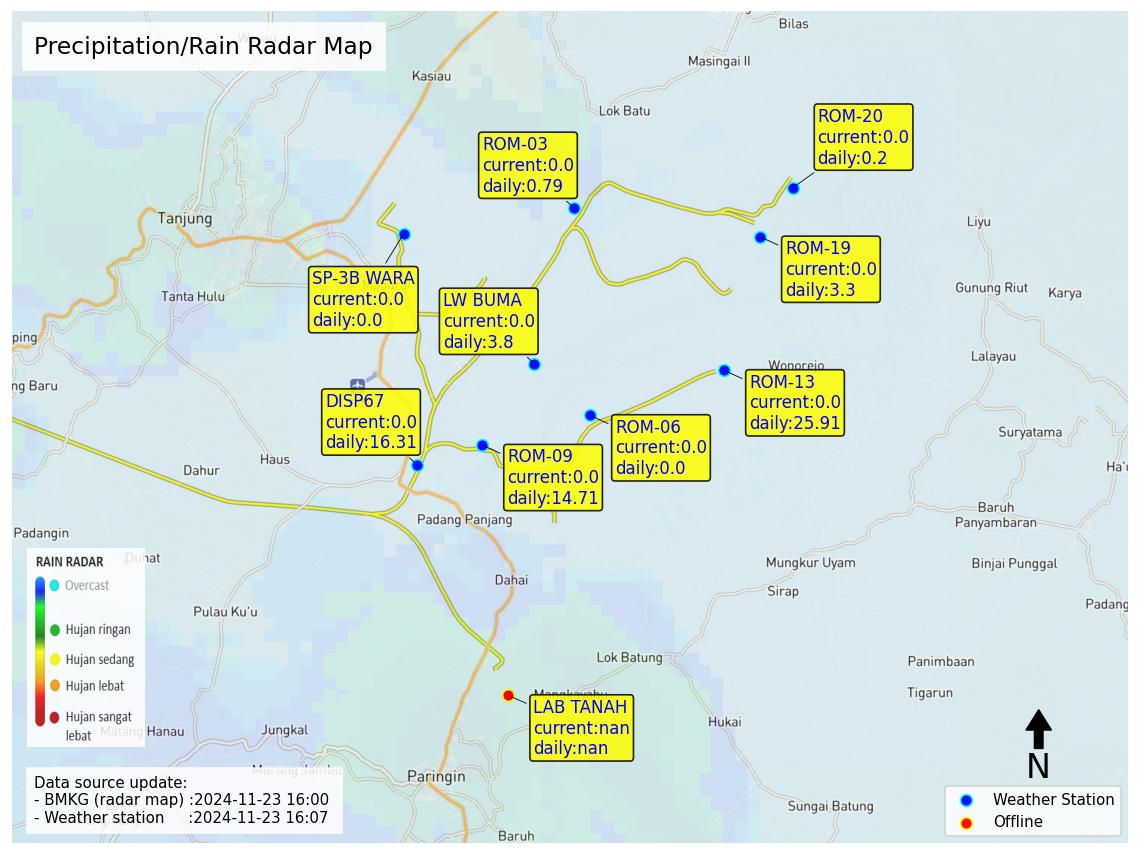 Precipitation/Rain Radar Map
Bilas
Masingai II
Kasiau
Lok Batu
ROM-20
current:0.0
daily:0.2
ROM-03
current:0.0
daily:0.79
Tanjung
Liyu
ROM-19
current:0.0
daily:3.3
SP-3B WARA
current:0.0
daily:0.0
LW BUMA
current:0.0
daily:3.8
Tanta Hulu
Gunung Riut
Karya
ping
Lalayau
Wonorejo
ng Baru
ROM-13
current:0.0
daily:25.91
DISP67
current:0.0
daily:16.31
ROM-06
current:0.0
daily:0.0
Suryatama
ROM-09
current:0.0
daily:14.71
Haus
Dahur
Ha'u
Baruh
Panyambaran
Padang Panjang
Padangin
Mungkur Uyam
Binjai Punggal
Dahai
Sirap
Padang
Pulau Ku'u
RAIN RADAR
Overcast
Hujan ringan
Hujan sedang
Hujan lebat
Hujan sangat
lebat
Lok Batung
Panimbaan
Tigarun
LAB TANAH
current:nan
daily:nan
Hukai
Matang Hanau
Jungkal
Murung Jambu
Paringin
N
Data source update:
- BMKG (radar map) :2024-11-23 16:00
- Weather station :2024-11-23 16:07
Sungai Batung
Baruh
Weather Station
Offline